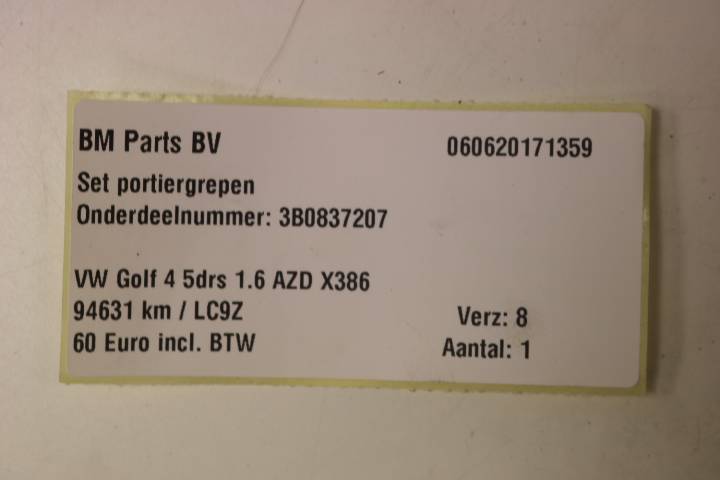 BM Parts BV 060620171359
Set portiergrepen
Onderdeelnummer: 3B0837207
VW Golf 4 5drs 1.6 AZD X386
94631 km / LC9Z Verz: 8
60 Euro incl. BTW Aantal: 1